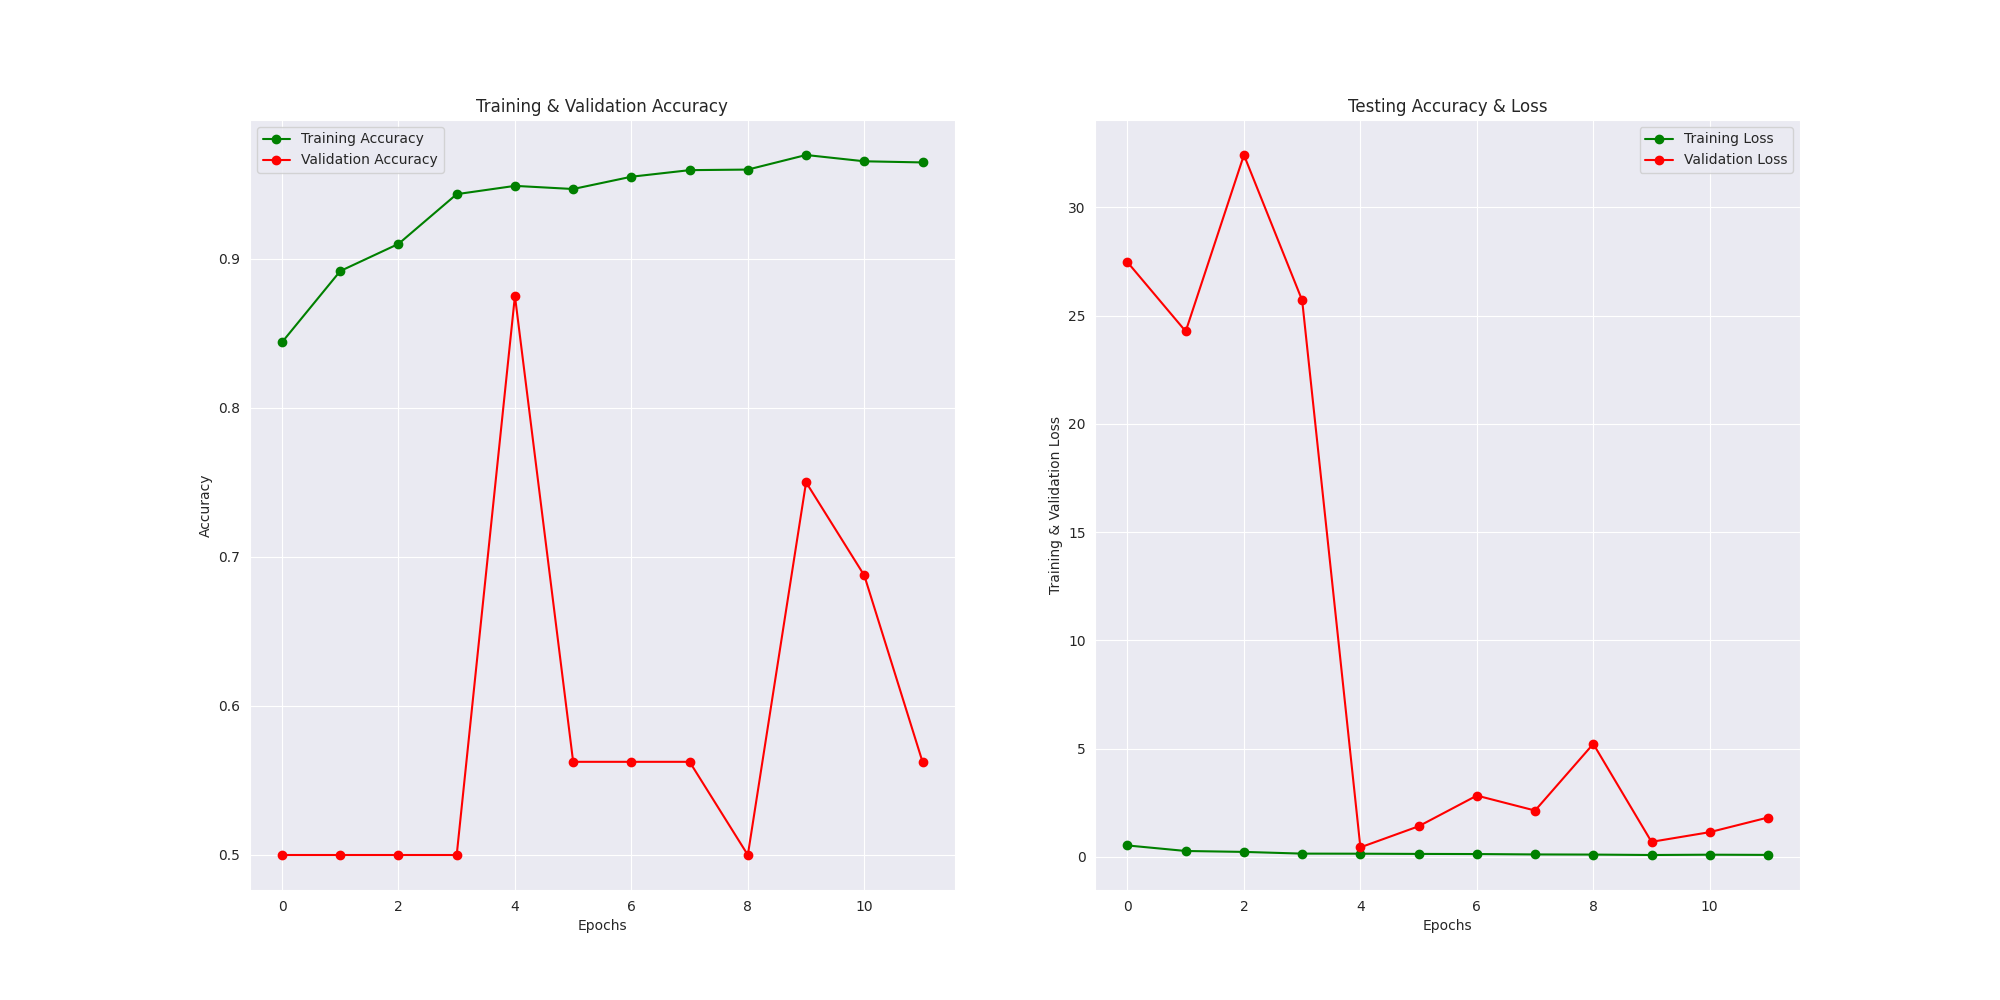 Training & Validation Accuracy
Training Accuracy
Validation Accuracy
Accuracy
0.9
0.8
0.7
0.6
0.5
0 2 4 6 8 10
Epochs
Testing Accuracy & Loss
Training Loss
Validation Loss
Training & Validation Loss
30
25
20
15
10
5
0
0 2 4 6 8 10
Epochs